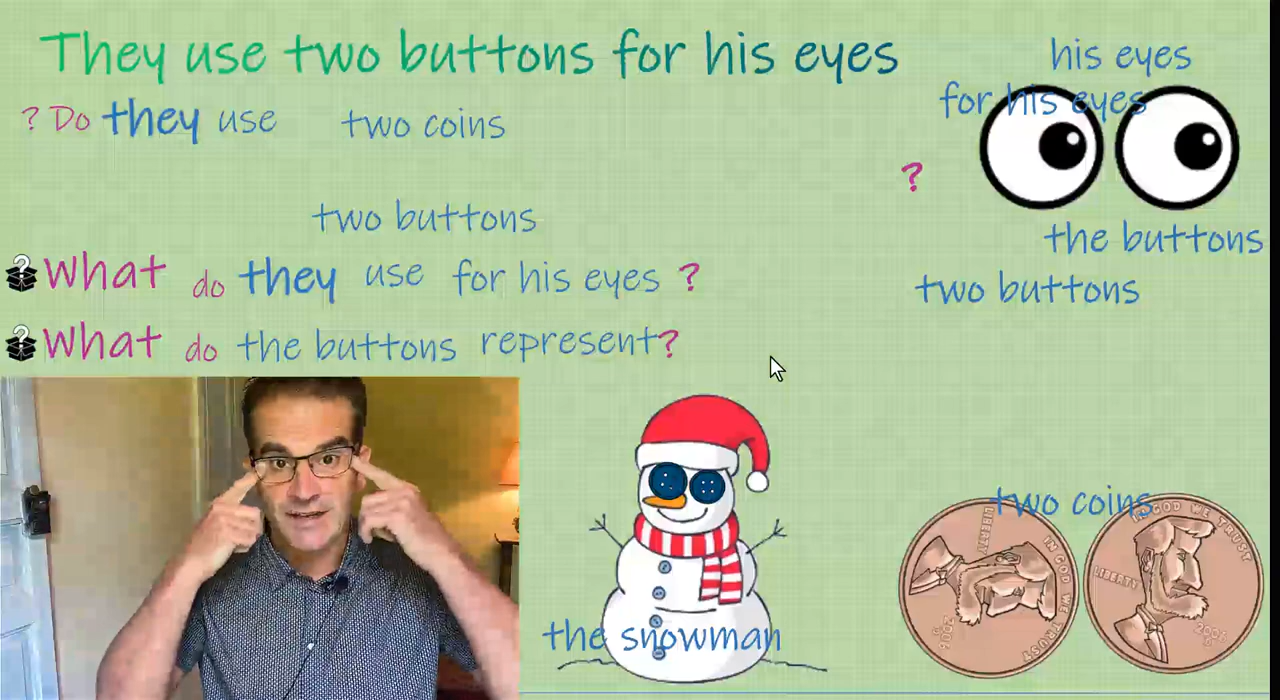 They use two buttons for his eyes
his eyes
for his eyes
? Do they use two coins
?
two buttons
the buttons
What do they use for his eyes ?
two buttons
What do the buttons represent?
two coins
LIBERTY
IN GOD WE TRUST
2006
IN GOD WE TRUST
LIBERTY
the snowman